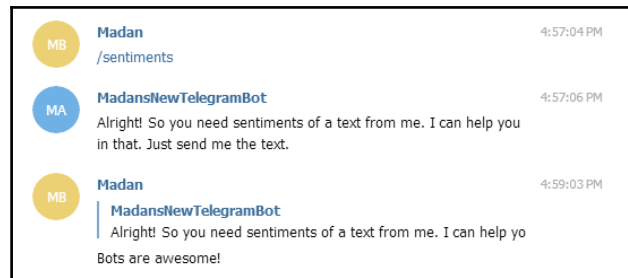 MB
Madan
4:57:04 PM
/sentiments
MA
MadansNewTelegramBot
4:57:06 PM
Alright! So you need sentiments of a text from me. I can help you
in that. Just send me the text.
MB
Madan
4:59:03 PM
MadansNewTelegramBot
Alright! So you need sentiments of a text from me. I can help yo
Bots are awesome!